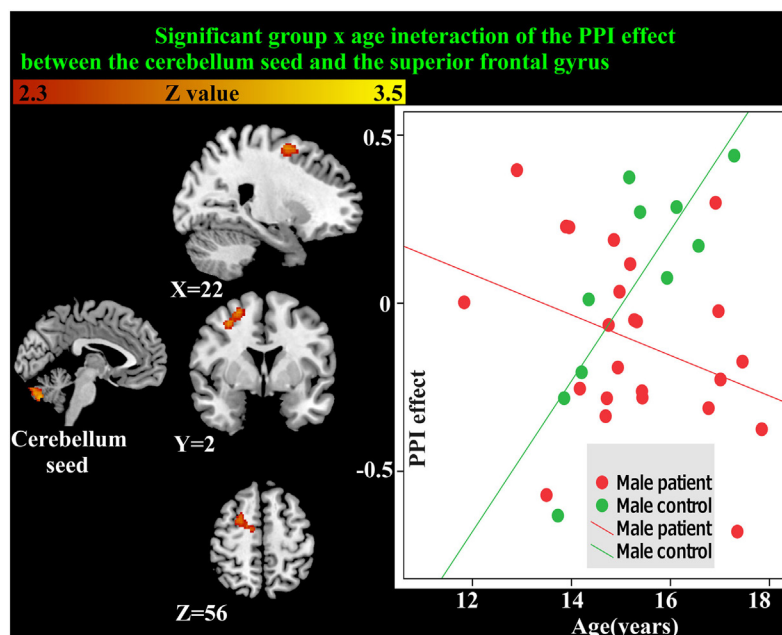 Significant group x age ineteraction of the PPI effect
between the cerebellum seed and the superior frontal gyrus
2.3 Z value 3.5
X=22
Cerebellum
seed
Y=2
Z=56
PPI effect
0.5
0
-0.5
Male patient
Male control
Male patient
Male control
12 14 16 18
Age(years)